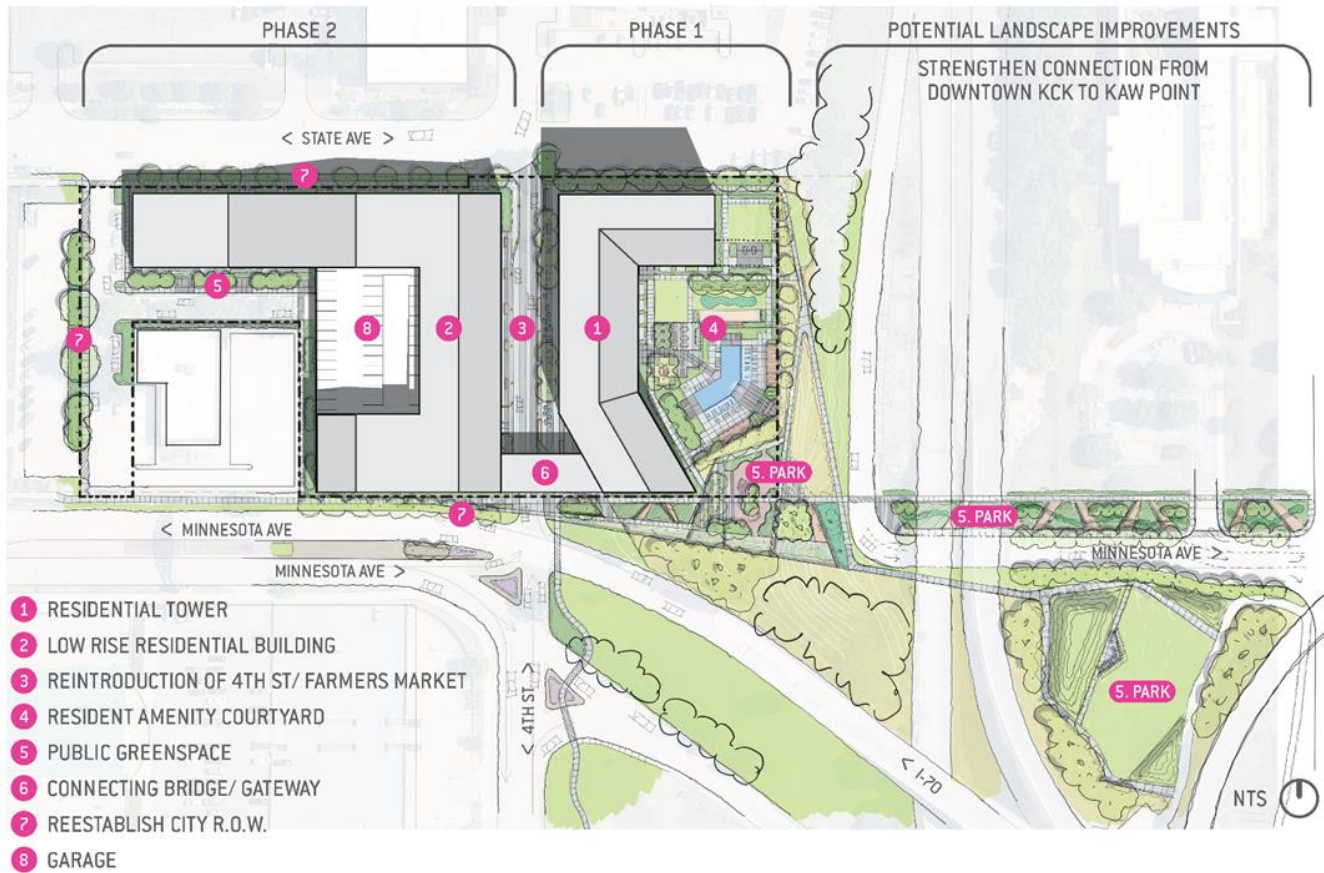 PHASE 2
PHASE 1
POTENTIAL LANDSCAPE IMPROVEMENTS
STRENGTHEN CONNECTION FROM
DOWNTOWN KCK TO KAW POINT
< STATE AVE >
7
5
8
2
3
1
4
7
6
5. PARK
7
5. PARK
< MINNESOTA AVE
MINNESOTA AVE >
MINNESOTA AVE >
1 RESIDENTIAL TOWER
2 LOW RISE RESIDENTIAL BUILDING
3 REINTRODUCTION OF 4TH ST/ FARMERS MARKET
4 RESIDENT AMENITY COURTYARD
5 PUBLIC GREENSPACE
6 CONNECTING BRIDGE/ GATEWAY
7 REESTABLISH CITY R.O.W.
8 GARAGE
< 4TH ST. >
5. PARK
< I-70
NTS